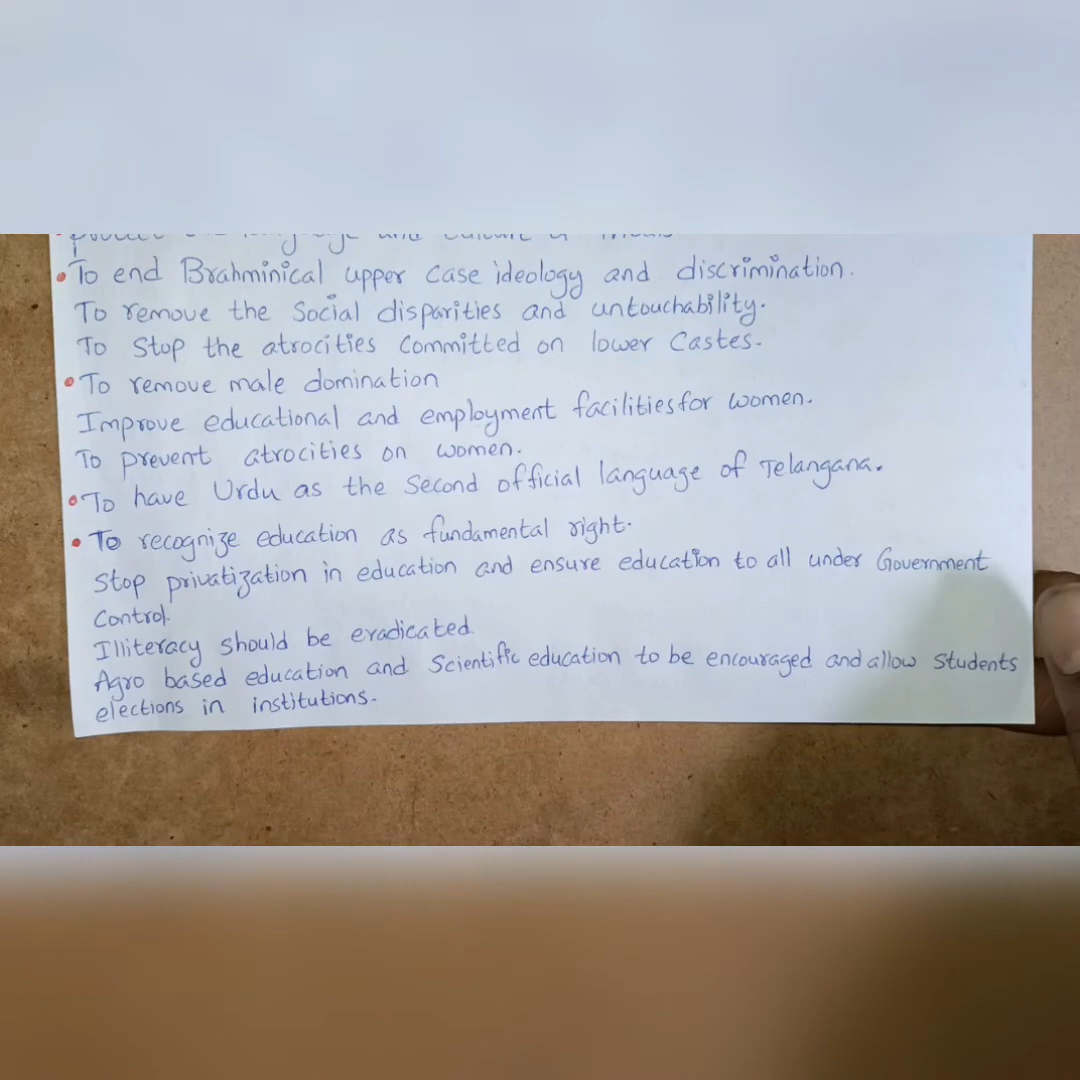 To end Brahminical upper case ideology and discrimination.
To remove the Social disparities and untouchability.
To Stop the atrocities Committed on lower Castes.
To remove male domination
Improve educational and employment facilities for women.
To prevent atrocities on women.
To have Urdu as the Second official language of Telangana.
To recognize education as fundamental right.
Stop privatization in education and ensure education to all under Government
Control.
Illiteracy should be eradicated.
Agro based education and Scientific education to be encouraged and allow Students
elections in institutions.